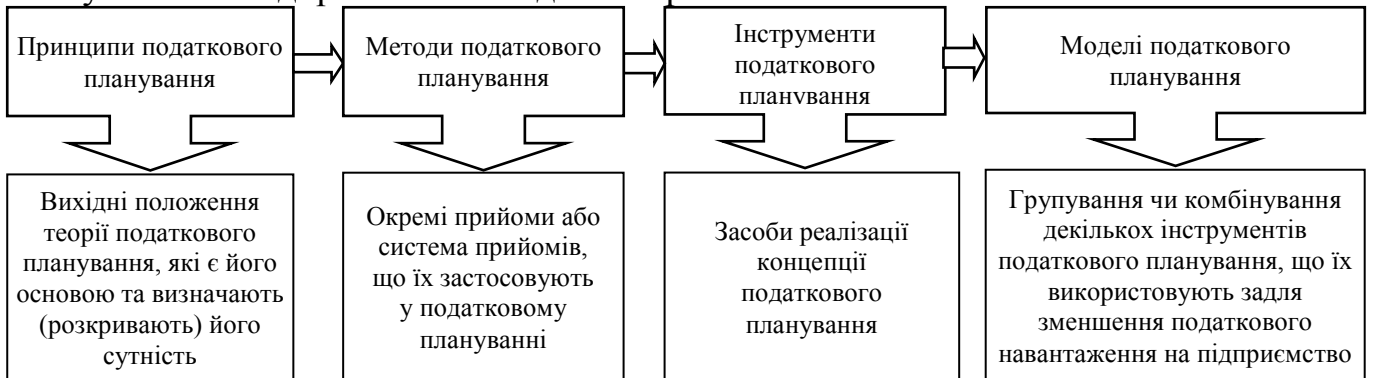 Принципи податкового
планування
Методи податкового
планування
Інструменти
податкового
планування
Моделі податкового
планування
Вихідні положення
теорії податкового
планування, які є його
основою та визначають
(розкривають) його
сутність
Окремі прийоми або
система прийомів,
що їх застосовують
у податковому
плануванні
Засоби реалізації
концепції
податкового
планування
Групування чи комбінування
декількох інструментів
податкового планування, що їх
використовують задля
зменшення податкового
навантаження на підприємство